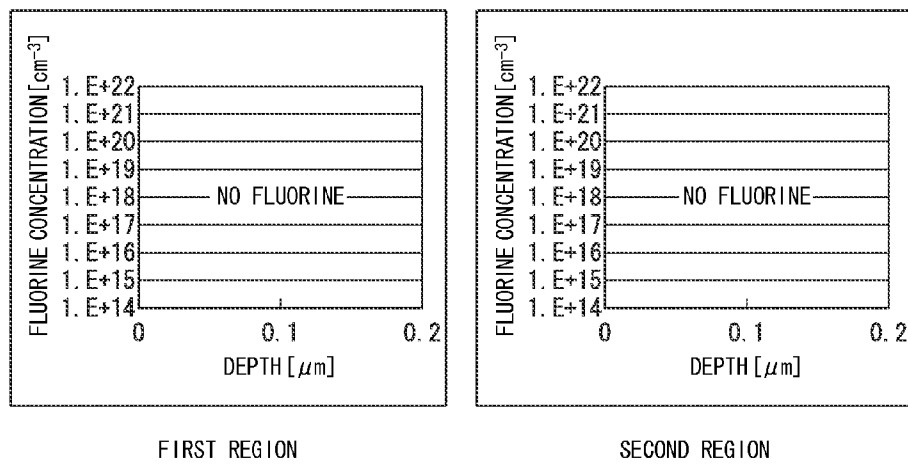 FLUORINE CONCENTRATION[cm⁻³]
1. E+22
1. E+21
1. E+20
1. E+19
1. E+18
1. E+17
1. E+16
1. E+15
1. E+14
NO FLUORINE
0 0. 1 0. 2
DEPTH[μm]
FIRST REGION
FLUORINE CONCENTRATION[cm⁻³]
1. E+22
1. E+21
1. E+20
1. E+19
1. E+18
1. E+17
1. E+16
1. E+15
1. E+14
NO FLUORINE
0 0. 1 0. 2
DEPTH[μm]
SECOND REGION